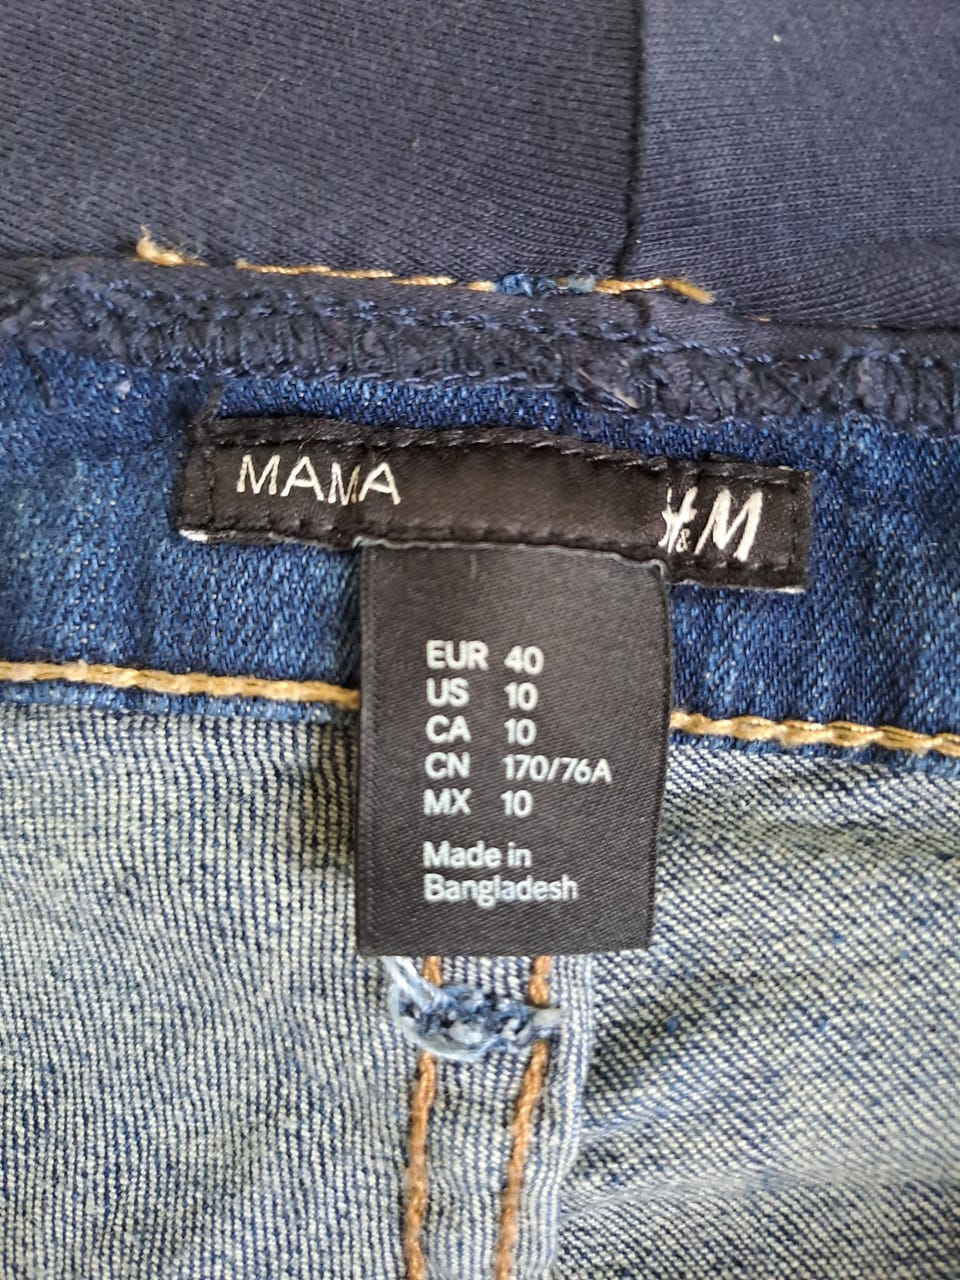 MAMA H&M
EUR 40
US 10
CA 10
CN 170/76A
MX 10
Made in
Bangladesh